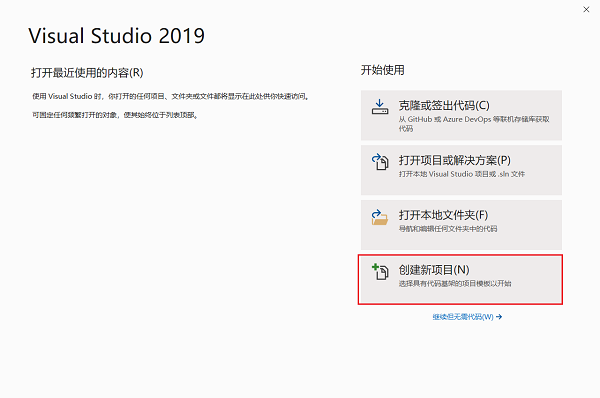 Visual Studio 2019
打开最近使用的内容(R)
使用 Visual Studio 时，你打开的任何项目、文件夹或文件都将显示在此处供你快速访问。
可固定任何频繁打开的对象，使其始终位于列表顶部。
开始使用
克隆或签出代码(C)
从 GitHub 或 Azure DevOps 等联机存储库获取
代码
打开项目或解决方案(P)
打开本地 Visual Studio 项目或 .sln 文件
打开本地文件夹(F)
导航和编辑任何文件夹中的代码
创建新项目(N)
选择具有代码基架的项目模板以开始
继续但无需代码(W) →